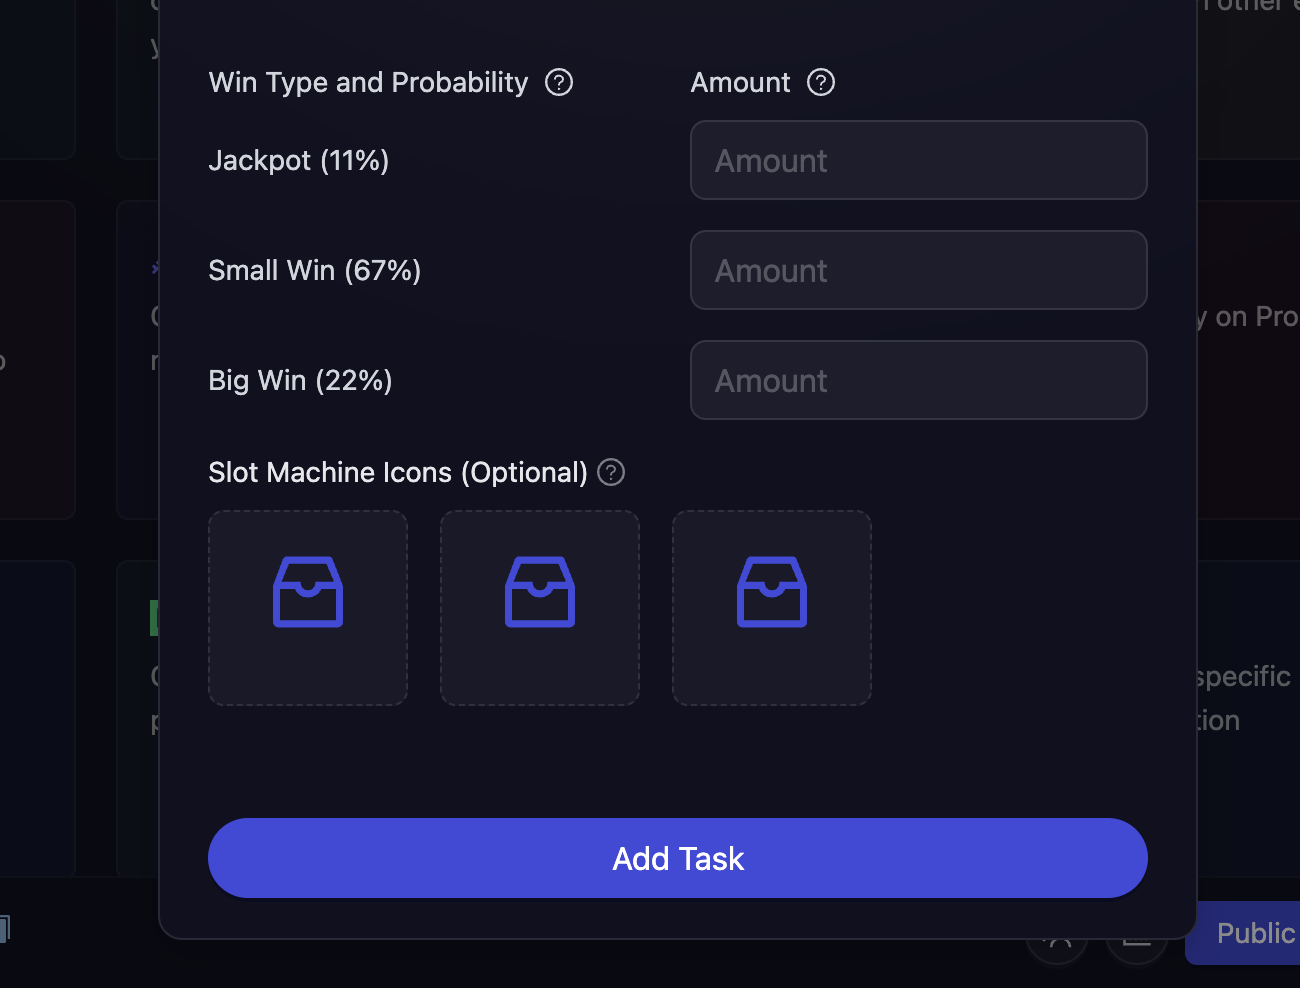 Win Type and Probability ?
Amount ?
Jackpot (11%)
Amount
Small Win (67%)
Amount
Big Win (22%)
Amount
Slot Machine Icons (Optional) ?
Add Task
other
y on Pro
specific
tion
Public